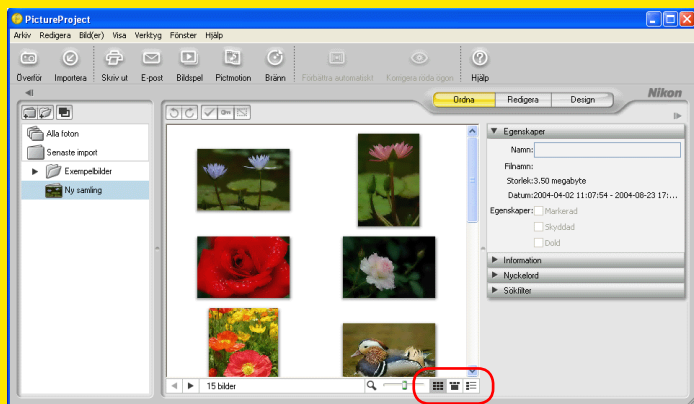 PictureProject
Arkiv Redigera Bild(er) Visa Verktyg Fönster Hjälp
Överför Importera Skriv ut E-post Bildspel Pictmotion Bränn Förbättra automatiskt Korrigera röda ögon Hjälp
Nikon
Ordna Redigera Design
Alla foton
Senaste import
Exempelbilder
Ny samling
Egenskaper
Namn:
Filnamn:
Storlek:3.50 megabyte
Datum:2004-04-02 11:07:54 - 2004-08-23 17:...
Egenskaper: Markerad
Skyddad
Dold
Information
Nyckelord
Sökfilter
15 bilder